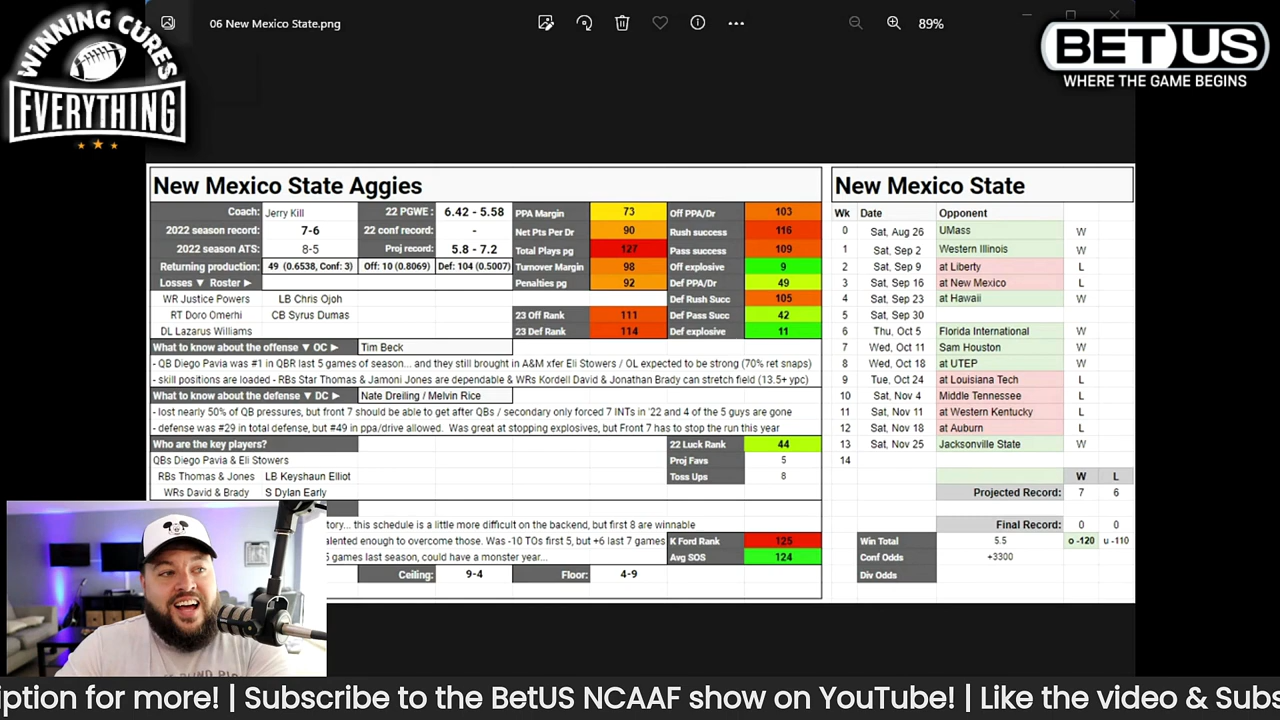 WINNING CURES
EVERYTHING
06 New Mexico State.png
89%
BETUS
WHERE THE GAME BEGINS
New Mexico State Aggies
Coach: Jerry Kill 22 PGWE : 6.42 - 5.58 PPA Margin 73 Off PPA/Dr 103
2022 season record: 7-6 22 conf record: - Net Pts Per Dr 90 Rush success 116
2022 season ATS: 8-5 Proj record: 5.8 - 7.2 Total Plays pg 127 Pass success 109
Returning production: 49 (0.6538, Conf: 3) Off: 10 (0.8069) Def: 104 (0.5007) Turnover Margin 98 Off explosive 9
Losses ▼ Roster ► Penalties pg 92 Def PPA/Dr 49
WR Justice Powers LB Chris Ojoh Def Rush Succ 105
RT Doro Omerhi CB Syrus Dumas 23 Off Rank 111 Def Pass Succ 42
DL Lazarus Williams 23 Def Rank 114 Def explosive 11
What to know about the offense ▼ OC ► Tim Beck
- QB Diego Pavia was #1 in QBR last 5 games of season... and they still brought in A&M xfer Eli Stowers / OL expected to be strong (70% ret snaps)
- skill positions are loaded - RBs Star Thomas & Jamoni Jones are dependable & WRs Kordell David & Jonathan Brady can stretch field (13.5+ ypc)
What to know about the defense ▼ DC ► Nate Dreiling / Melvin Rice
- lost nearly 50% of QB pressures, but front 7 should be able to get after QBs / secondary only forced 7 INTs in '22 and 4 of the 5 guys are gone
- defense was #29 in total defense, but #49 in ppa/drive allowed. Was great at stopping explosives, but Front 7 has to stop the run this year
Who are the key players? 22 Luck Rank 44
QBs Diego Pavia & Eli Stowers Proj Favs 5
RBs Thomas & Jones LB Keyshaun Elliot Toss Ups 8
WRs David & Brady S Dylan Early
tory... this schedule is a little more difficult on the backend, but first 8 are winnable
alented enough to overcome those. Was -10 TOs first 5, but +6 last 7 games K Ford Rank 125
games last season, could have a monster year... Avg SOS 124
Ceiling: 9-4 Floor: 4-9
New Mexico State
Wk Date Opponent
0 Sat, Aug 26 UMass W
1 Sat, Sep 2 Western Illinois W
2 Sat, Sep 9 at Liberty L
3 Sat, Sep 16 at New Mexico L
4 Sat, Sep 23 at Hawaii W
5 Sat, Sep 30
6 Thu, Oct 5 Florida International W
7 Wed, Oct 11 Sam Houston W
8 Wed, Oct 18 at UTEP W
9 Tue, Oct 24 at Louisiana Tech L
10 Sat, Nov 4 Middle Tennessee L
11 Sat, Nov 11 at Western Kentucky L
12 Sat, Nov 18 at Auburn L
13 Sat, Nov 25 Jacksonville State W
14
W L
Projected Record: 7 6
Final Record: 0 0
Win Total 5.5 o -120 u -110
Conf Odds +3300
Div Odds
iption for more! | Subscribe to the BetUS NCAAF show on YouTube! | Like the video & Subs